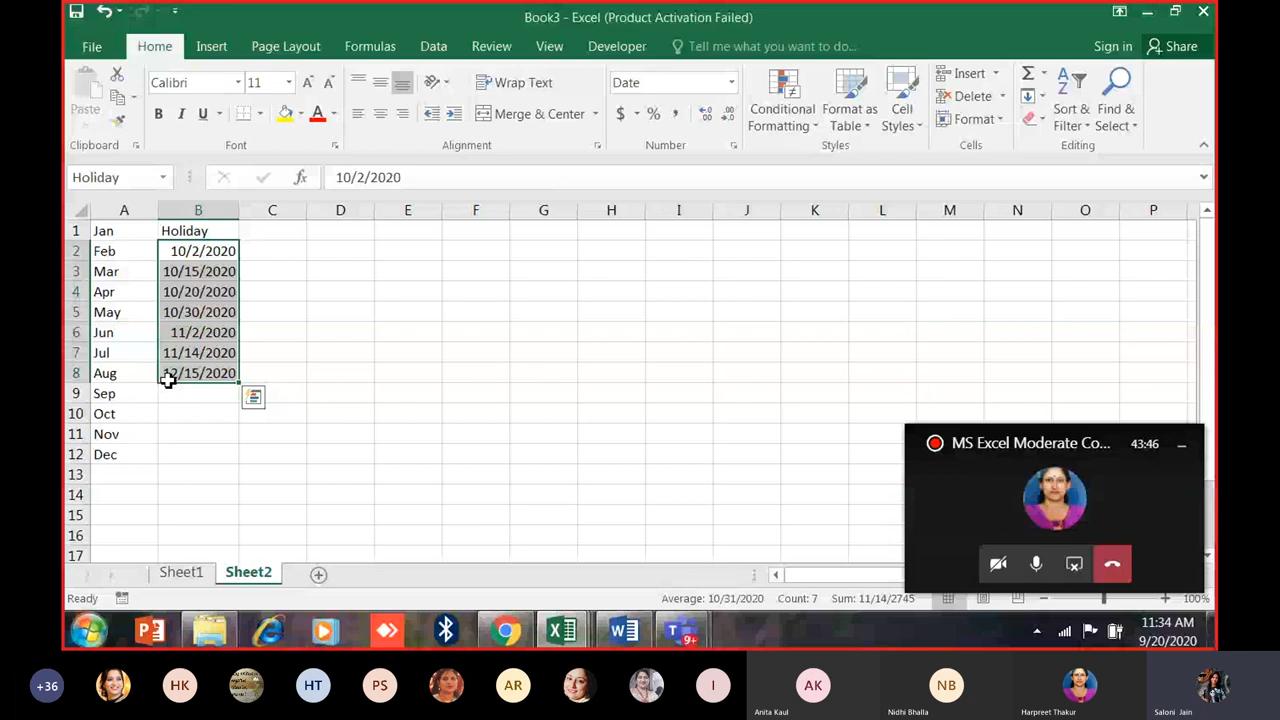 Book3 - Excel (Product Activation Failed)
File Home Insert Page Layout Formulas Data Review View Developer Tell me what you want to do... Sign in Share
Paste Calibri 11 Wrap Text Date Conditional Formatting Format as Table Cell Styles Insert Sort & Filter Find & Select
B I U Merge & Center $ % , Delete
Format
Clipboard Font Alignment Number Styles Cells Editing
Holiday fx 10/2/2020
A B C D E F G H I J K L M N O P
1 Jan Holiday
2 Feb 10/2/2020
3 Mar 10/15/2020
4 Apr 10/20/2020
5 May 10/30/2020
6 Jun 11/2/2020
7 Jul 11/14/2020
8 Aug 12/15/2020
9 Sep
10 Oct
11 Nov
12 Dec
13
14
15
16
17
MS Excel Moderate Co... 43:46
Sheet1 Sheet2
Ready Average: 10/31/2020 Count: 7 Sum: 11/14/2745 100%
9+ 11:34 AM
9/20/2020
+36 HK HT PS AR I AK NB
Anita Kaul Nidhi Bhalla Harpreet Thakur Saloni Jain